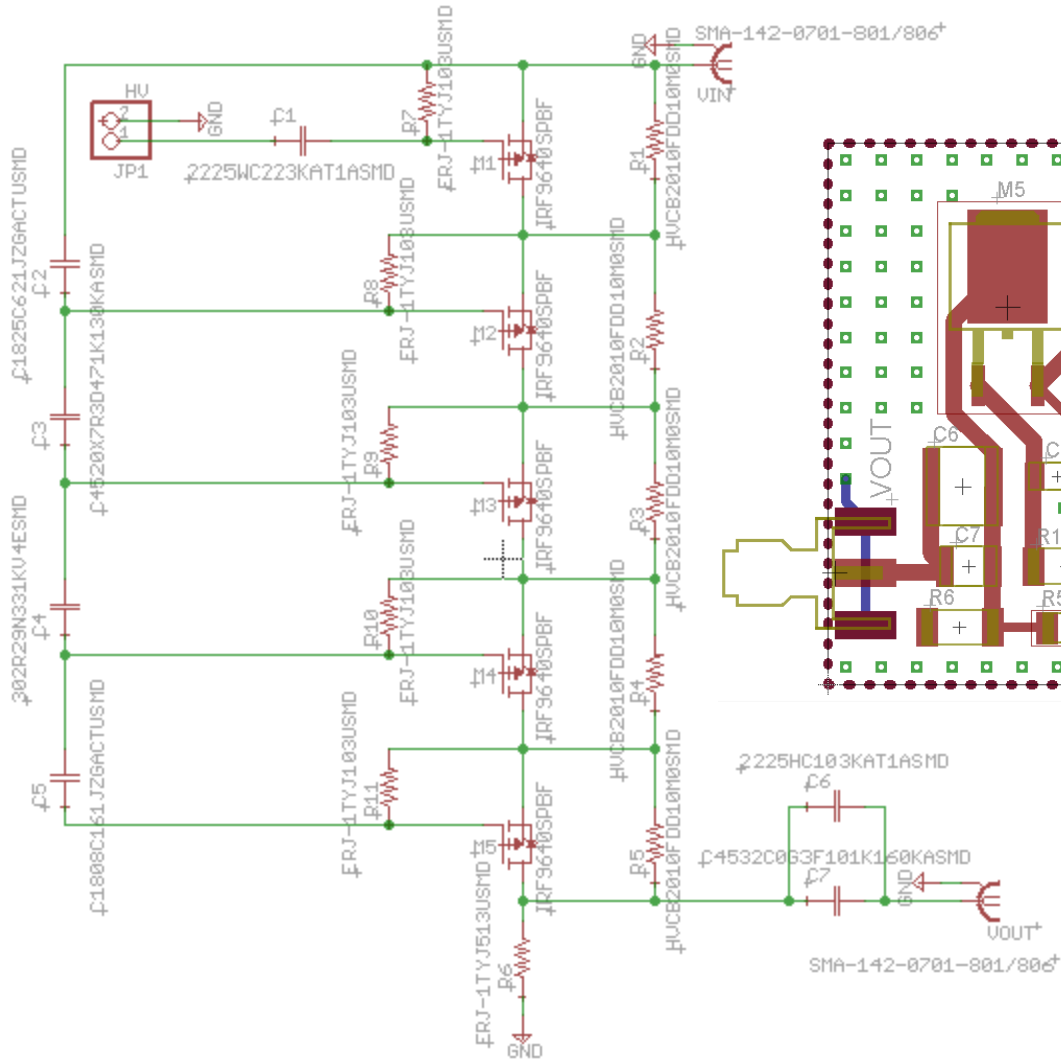 SMA-142-0701-801/806
GND
VIN
HV
2
1
JP1
GND
C1
2225WC223KAT1ASMD
R7
ERJ-1TYJ103USMD
M1
IRF9640SPBF
R1
HVCB2010FDD10M0SMD
C2
C1825C621JZGACTUSMD
R8
ERJ-1TYJ103USMD
M2
IRF9640SPBF
R2
HVCB2010FDD10M0SMD
C3
C4520X7R3D471K130KASMD
R9
ERJ-1TYJ103USMD
M3
IRF9640SPBF
R3
HVCB2010FDD10M0SMD
C4
302R29N331KV4ESMD
R10
ERJ-1TYJ103USMD
M4
IRF9640SPBF
R4
HVCB2010FDD10M0SMD
C5
C1808C161JZGACTUSMD
R11
ERJ-1TYJ103USMD
M5
IRF9640SPBF
R5
HVCB2010FDD10M0SMD
R6
ERJ-1TYJ513USMD
GND
2225HC103KAT1ASMD
C6
C4532C0G3F101K160KASMD
C7
GND
VOUT
SMA-142-0701-801/806
M5
VOUT
C6
C7
R6
R5